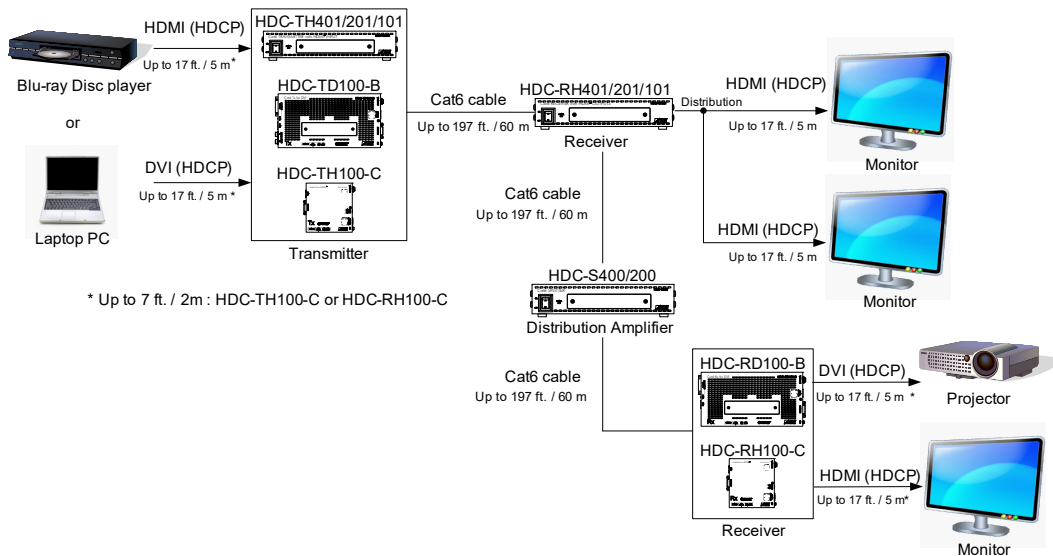 HDMI (HDCP)
Up to 17 ft. / 5 m*
Blu-ray Disc player
or
DVI (HDCP)
Up to 17 ft. / 5 m *
Laptop PC
HDC-TH401/201/101
HDC-TD100-B
TX
HDC-TH100-C
Tx
Transmitter
* Up to 7 ft. / 2m : HDC-TH100-C or HDC-RH100-C
Cat6 cable
Up to 197 ft. / 60 m
HDC-RH401/201/101
Receiver
Distribution
HDMI (HDCP)
Up to 17 ft. / 5 m
Monitor
HDMI (HDCP)
Up to 17 ft. / 5 m
Monitor
Cat6 cable
Up to 197 ft. / 60 m
HDC-S400/200
Distribution Amplifier
Cat6 cable
Up to 197 ft. / 60 m
HDC-RD100-B
Rx
HDC-RH100-C
Rx
Receiver
DVI (HDCP)
Up to 17 ft. / 5 m *
Projector
HDMI (HDCP)
Up to 17 ft. / 5 m*
Monitor